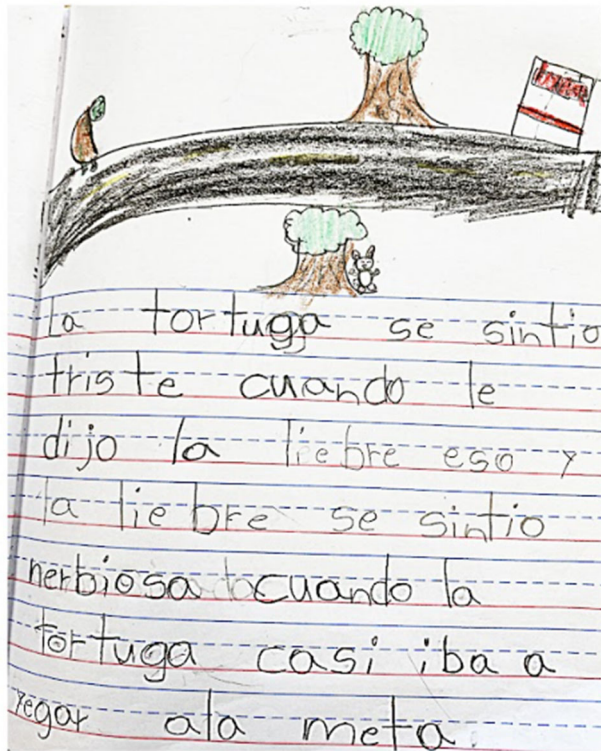 la tortuga se sintio
triste cuando le
dijo la liebre eso y
la liebre se sintio
nerbiosa cuando la
tortuga casi iba a
yegar ala meta.